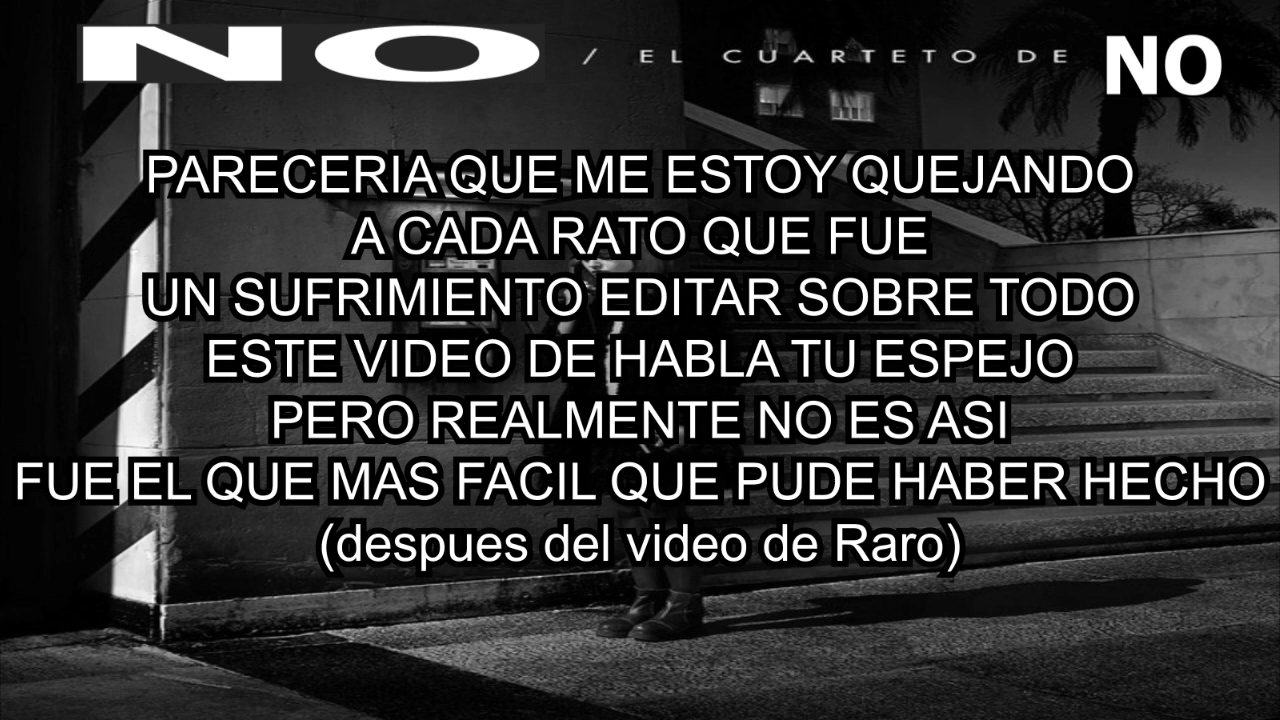 NO / EL CUARTETO DE NO
PARECERIA QUE ME ESTOY QUEJANDO
A CADA RATO QUE FUE
UN SUFRIMIENTO EDITAR SOBRE TODO
ESTE VIDEO DE HABLA TU ESPEJO
PERO REALMENTE NO ES ASI
FUE EL QUE MAS FACIL QUE PUDE HABER HECHO
(despues del video de Raro)